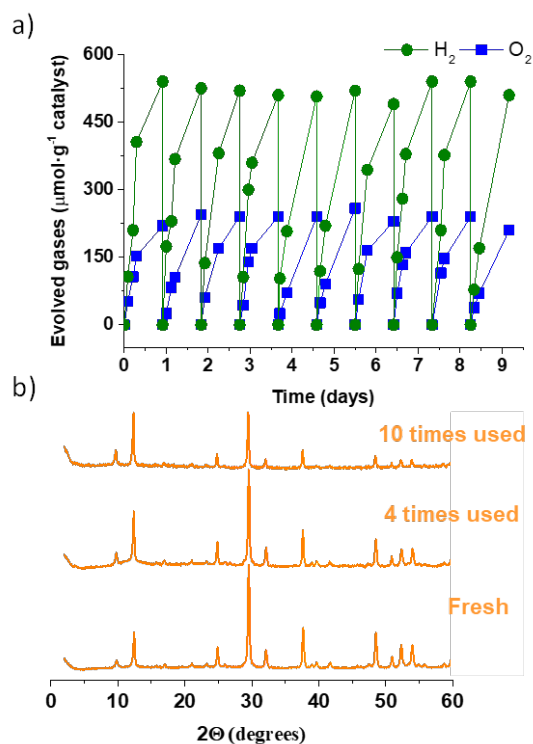 a)
H₂ O₂
Evolved gases (μmol·g⁻¹ catalyst)
600
450
300
150
0
0 1 2 3 4 5 6 7 8 9
Time (days)
b)
10 times used
4 times used
Fresh
0 10 20 30 40 50 60
2Θ (degrees)